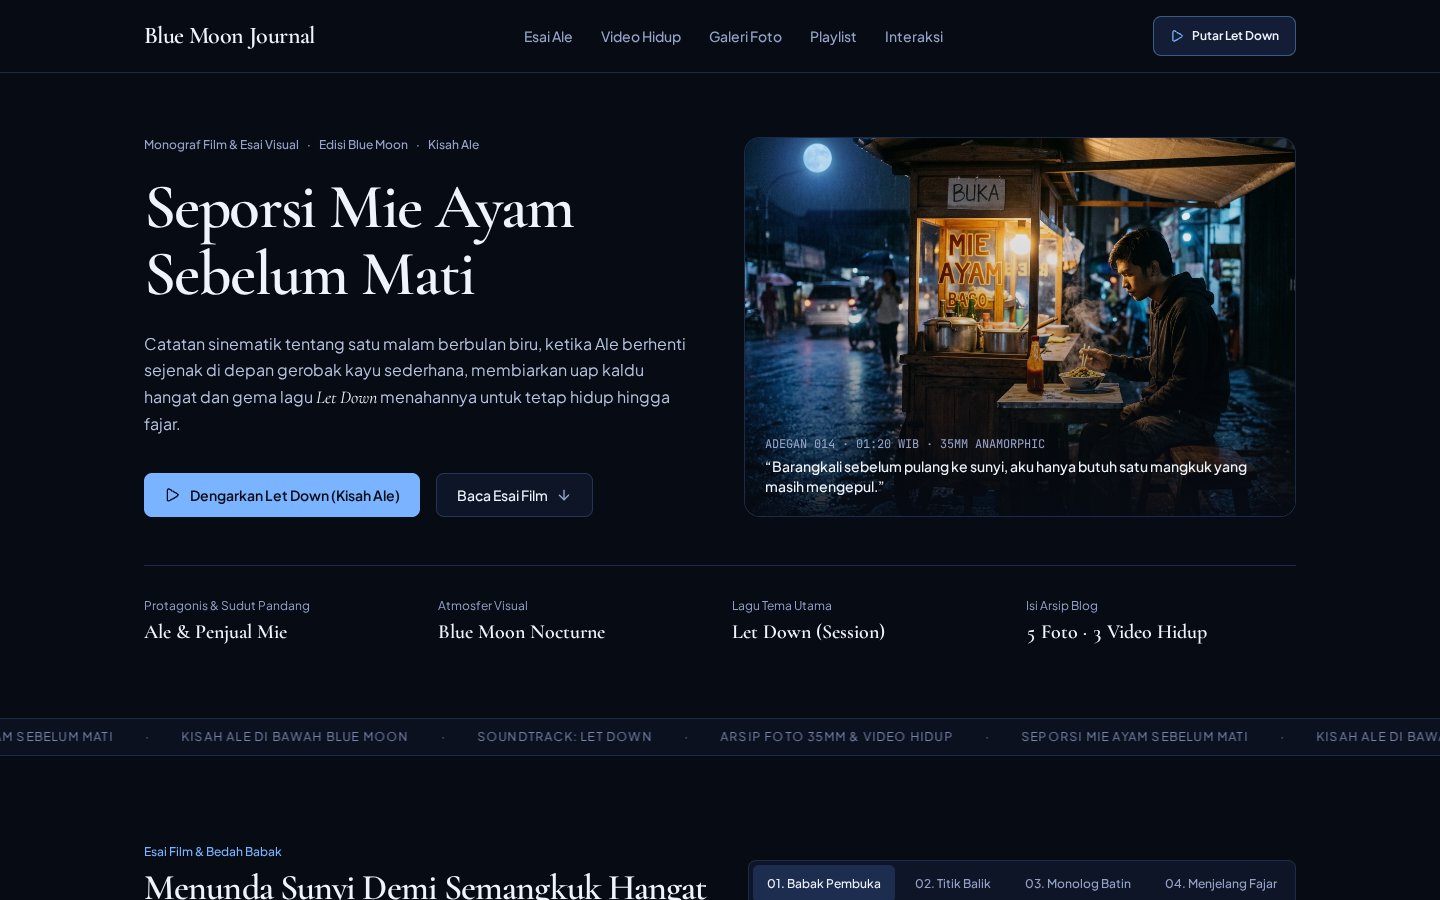 Blue Moon Journal
Esai Ale
Video Hidup
Galeri Foto
Playlist
Interaksi
Putar Let Down
Monograf Film & Esai Visual · Edisi Blue Moon · Kisah Ale
Seporsi Mie Ayam
Sebelum Mati
Catatan sinematik tentang satu malam berbulan biru, ketika Ale berhenti
sejenak di depan gerobak kayu sederhana, membiarkan uap kaldu
hangat dan gema lagu Let Down menahannya untuk tetap hidup hingga
fajar.
Dengarkan Let Down (Kisah Ale)
Baca Esai Film
BUKA
MIE
AYAM
BASO
ADEGAN 014 · 01:20 WIB · 35MM ANAMORPHIC
“Barangkali sebelum pulang ke sunyi, aku hanya butuh satu mangkuk yang
masih mengepul.”
Protagonis & Sudut Pandang
Ale & Penjual Mie
Atmosfer Visual
Blue Moon Nocturne
Lagu Tema Utama
Let Down (Session)
Isi Arsip Blog
5 Foto · 3 Video Hidup
AM SEBELUM MATI · KISAH ALE DI BAWAH BLUE MOON · SOUNDTRACK: LET DOWN · ARSIP FOTO 35MM & VIDEO HIDUP · SEPORSI MIE AYAM SEBELUM MATI · KISAH ALE DI BAWA
Esai Film & Bedah Babak
Menunda Sunyi Demi Semangkuk Hangat
01. Babak Pembuka
02. Titik Balik
03. Monolog Batin
04. Menjelang Fajar